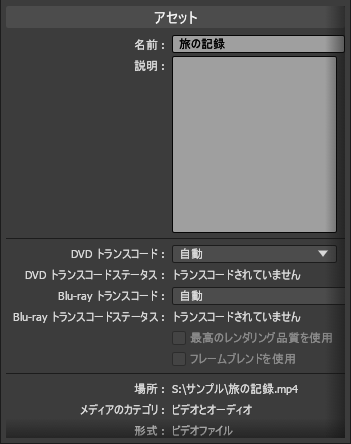 アセット
名前： 旅の記録
説明：
DVD トランスコード： 自動
DVD トランスコードステータス： トランスコードされていません
Blu-ray トランスコード： 自動
Blu-ray トランスコードステータス： トランスコードされていません
最高のレンダリング品質を使用
フレームブレンドを使用
場所： S:\サンプル\旅の記録.mp4
メディアのカテゴリ： ビデオとオーディオ
形式： ビデオファイル